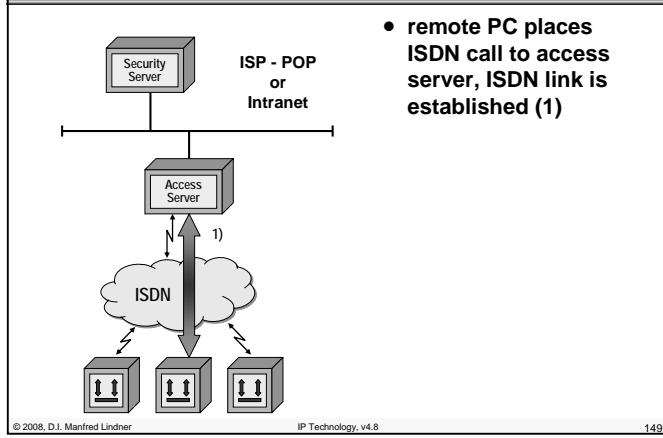 • remote PC places
ISDN call to access
server, ISDN link is
established (1)
Security
Server
ISP - POP
or
Intranet
Access
Server
1)
ISDN
© 2008, D.I. Manfred Lindner
IP Technology, v4.8
149